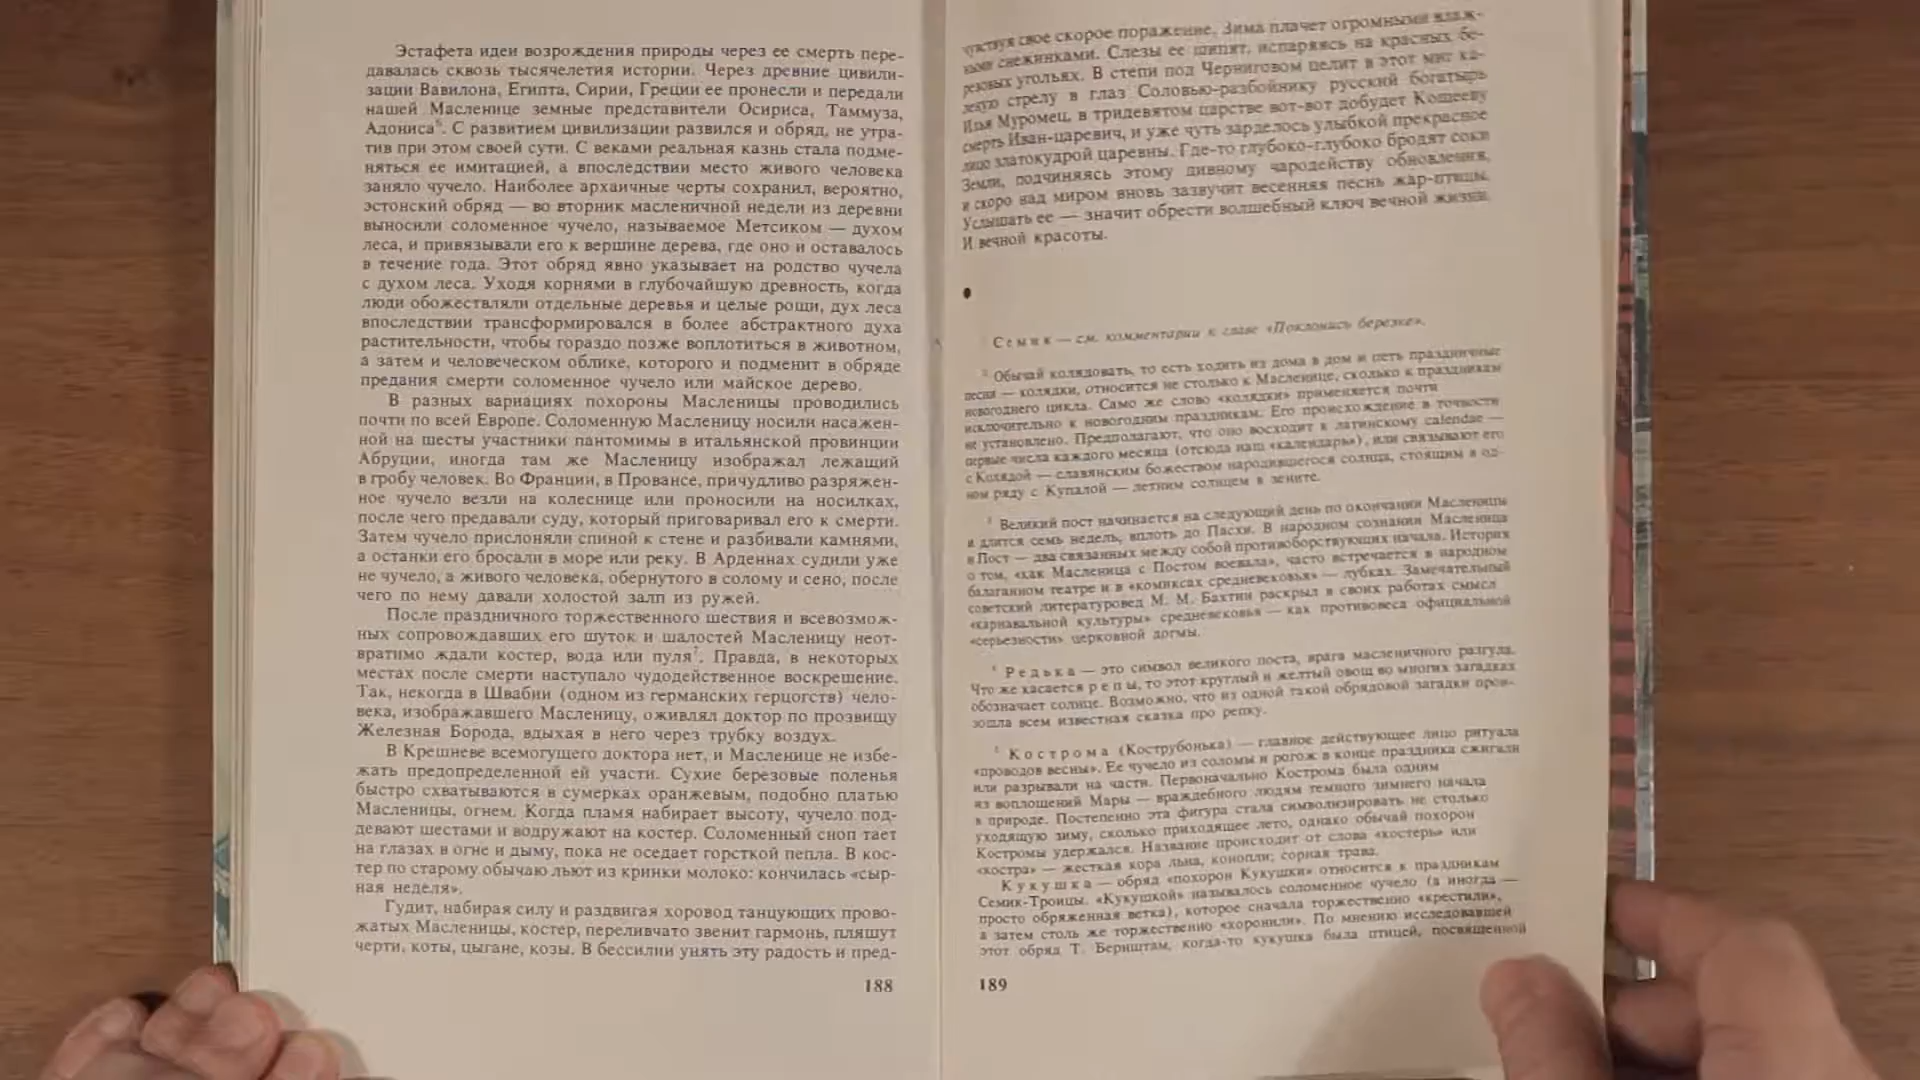 Эстафета идеи возрождения природы через ее смерть пере-
давалась сквозь тысячелетия истории. Через древние цивили-
зации Вавилона, Египта, Сирии, Греции ее пронесли и передали
нашей Масленице земные представители Осириса, Таммуза,
Адониса⁶. С развитием цивилизации развился и обряд, не утра-
тив при этом своей сути. С веками реальная казнь стала подме-
няться ее имитацией, а впоследствии место живого человека
заняло чучело. Наиболее архаичные черты сохранил, вероятно,
эстонский обряд — во вторник масленичной недели из деревни
выносили соломенное чучело, называемое Метсиком — духом
леса, и привязывали его к вершине дерева, где оно и оставалось
в течение года. Этот обряд явно указывает на родство чучела
с духом леса. Уходя корнями в глубочайшую древность, когда
люди обожествляли отдельные деревья и целые рощи, дух леса
впоследствии трансформировался в более абстрактного духа
растительности, чтобы гораздо позже воплотиться в животном,
а затем и человеческом облике, которого и подменит в обряде
предания смерти соломенное чучело или майское дерево.
В разных вариациях похороны Масленицы проводились
почти по всей Европе. Соломенную Масленицу носили насажен-
ной на шесты участники пантомимы в итальянской провинции
Абруции, иногда там же Масленицу изображал лежащий
в гробу человек. Во Франции, в Провансе, причудливо разряжен-
ное чучело везли на колеснице или проносили на носилках,
после чего предавали суду, который приговаривал его к смерти.
Затем чучело прислоняли спиной к стене и разбивали камнями,
а останки его бросали в море или реку. В Арденнах судили уже
не чучело, а живого человека, обернутого в солому и сено, после
чего по нему давали холостой залп из ружей.
После праздничного торжественного шествия и всевозмож-
ных сопровождавших его шуток и шалостей Масленицу неот-
вратимо ждали костер, вода или пуля⁷. Правда, в некоторых
местах после смерти наступало чудодейственное воскрешение.
Так, некогда в Швабии (одном из германских герцогств) чело-
века, изображавшего Масленицу, оживлял доктор по прозвищу
Железная Борода, вдыхая в него через трубку воздух.
В Крешневе всемогущего доктора нет, и Масленице не избе-
жать предопределенной ей участи. Сухие березовые поленья
быстро схватываются в сумерках оранжевым, подобно платью
Масленицы, огнем. Когда пламя набирает высоту, чучело под-
девают шестами и водружают на костер. Соломенный сноп тает
на глазах в огне и дыму, пока не оседает горсткой пепла. В кос-
тер по старому обычаю льют из кринки молоко: кончилась «сыр-
ная неделя».
Гудит, набирая силу и раздвигая хоровод танцующих прово-
жатых Масленицы, костер, переливчато звенит гармонь, пляшут
черти, коты, цыгане, козы. В бессилии унять эту радость и пред-
188
чувствуя свое скорое поражение, Зима плачет огромными влаж-
ными снежинками. Слезы ее шипят, испаряясь на красных бе-
резовых угольях. В степи под Черниговом целит в этот миг ка-
леную стрелу в глаз Соловью-разбойнику русский богатырь
Илья Муромец, в тридевятом царстве вот-вот добудет Кощееву
смерть Иван-царевич, и уже чуть зарделось улыбкой прекрасное
лицо златокудрой царевны. Где-то глубоко-глубоко бродят соки
Земли, подчиняясь этому дивному чародейству обновления,
и скоро над миром вновь зазвучит весенняя песнь жар-птицы.
Услышать ее — значит обрести волшебный ключ вечной жизни.
И вечной красоты.
Семик — см. комментарии к главе «Поклонись березке».
² Обычай колядовать, то есть ходить из дома в дом и петь праздничные
песни — колядки, относится не столько к Масленице, сколько к праздникам
новогоднего цикла. Само же слово «колядки» применяется почти
исключительно к новогодним праздникам. Его происхождение в точности
не установлено. Предполагают, что оно восходит к латинскому calendae —
первые числа каждого месяца (отсюда наш «календарь»), или связывают его
с Колядой — славянским божеством народившегося солнца, стоящим в од-
ном ряду с Купалой — летним солнцем в зените.
³ Великий пост начинается на следующий день по окончании Масленицы
и длится семь недель, вплоть до Пасхи. В народном сознании Масленица
и Пост — два связанных между собой противоборствующих начала. История
о том, «как Масленица с Постом воевала», часто встречается в народном
балаганном театре и в «комиксах средневековья» — лубках. Замечательный
советский литературовед М. М. Бахтин раскрыл в своих работах смысл
«карнавальной культуры» средневековья — как противовеса официальной
«серьезности» церковной догмы.
⁴ Редька — это символ великого поста, врага масленичного разгула.
Что же касается репы, то этот круглый и желтый овощ во многих загадках
обозначает солнце. Возможно, что из одной такой обрядовой загадки прои-
зошла всем известная сказка про репку.
⁵ Кострома (Кострубонька) — главное действующее лицо ритуала
«проводов весны». Ее чучело из соломы и рогож в конце праздника сжигали
или разрывали на части. Первоначально Кострома была одним
из воплощений Мары — враждебного людям темного зимнего начала
в природе. Постепенно эта фигура стала символизировать не столько
уходящую зиму, сколько приходящее лето, однако обычай похорон
Костромы удержался. Название происходит от слова «костерь» или
«костра» — жесткая кора льна, конопли; сорная трава.
Кукушка — обряд «похорон Кукушки» относится к праздникам
Семик-Троицы. «Кукушкой» называлось соломенное чучело (а иногда —
просто обряженная ветка), которое сначала торжественно «крестили»,
а затем столь же торжественно «хоронили». По мнению исследовавшей
этот обряд Т. Бернштам, когда-то кукушка была птицей, посвященной
189